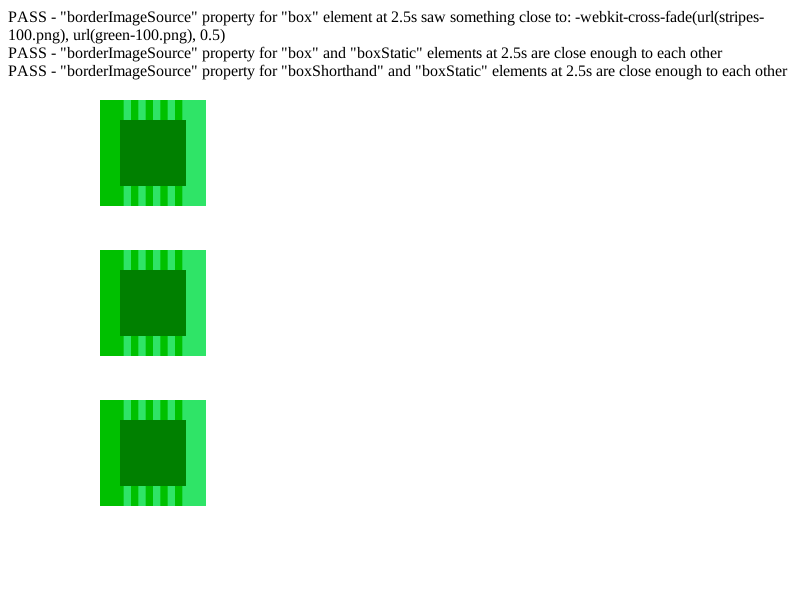 PASS - "borderImageSource" property for "box" element at 2.5s saw something close to: -webkit-cross-fade(url(stripes-
100.png), url(green-100.png), 0.5)
PASS - "borderImageSource" property for "box" and "boxStatic" elements at 2.5s are close enough to each other
PASS - "borderImageSource" property for "boxShorthand" and "boxStatic" elements at 2.5s are close enough to each other